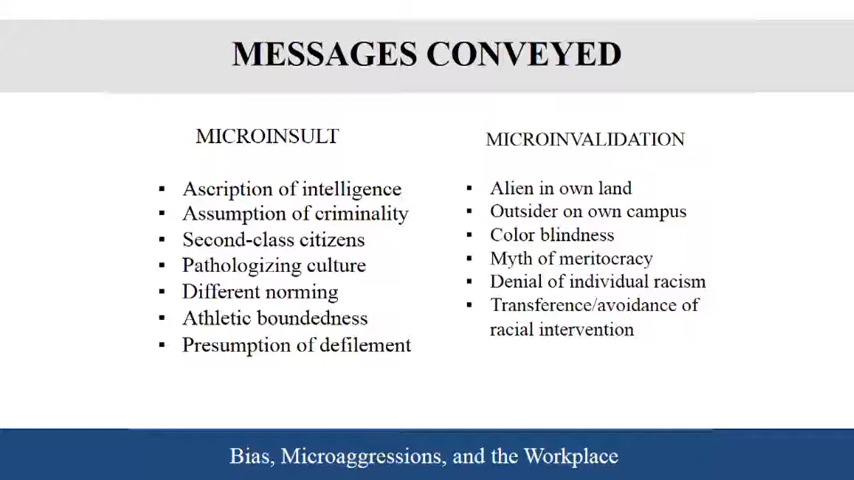 MESSAGES CONVEYED
MICROINSULT
▪ Ascription of intelligence
▪ Assumption of criminality
▪ Second-class citizens
▪ Pathologizing culture
▪ Different norming
▪ Athletic boundedness
▪ Presumption of defilement
MICROINVALIDATION
▪ Alien in own land
▪ Outsider on own campus
▪ Color blindness
▪ Myth of meritocracy
▪ Denial of individual racism
▪ Transference/avoidance of
racial intervention
Bias, Microaggressions, and the Workplace